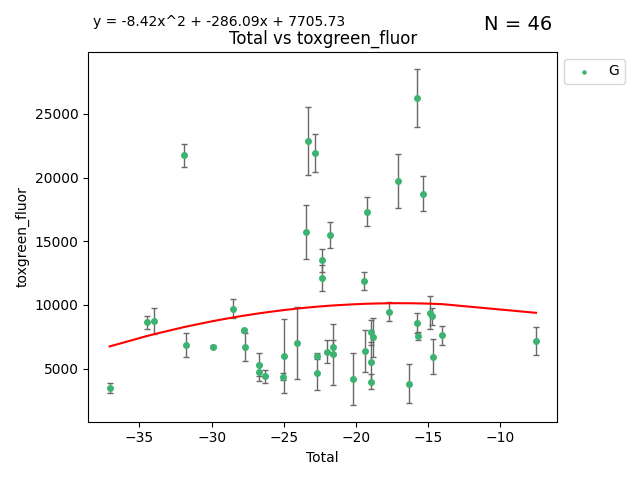 y = -8.42x^2 + -286.09x + 7705.73
N = 46
Total vs toxgreen_fluor
G
25000
20000
15000
10000
5000
toxgreen_fluor
−35 −30 −25 −20 −15 −10
Total